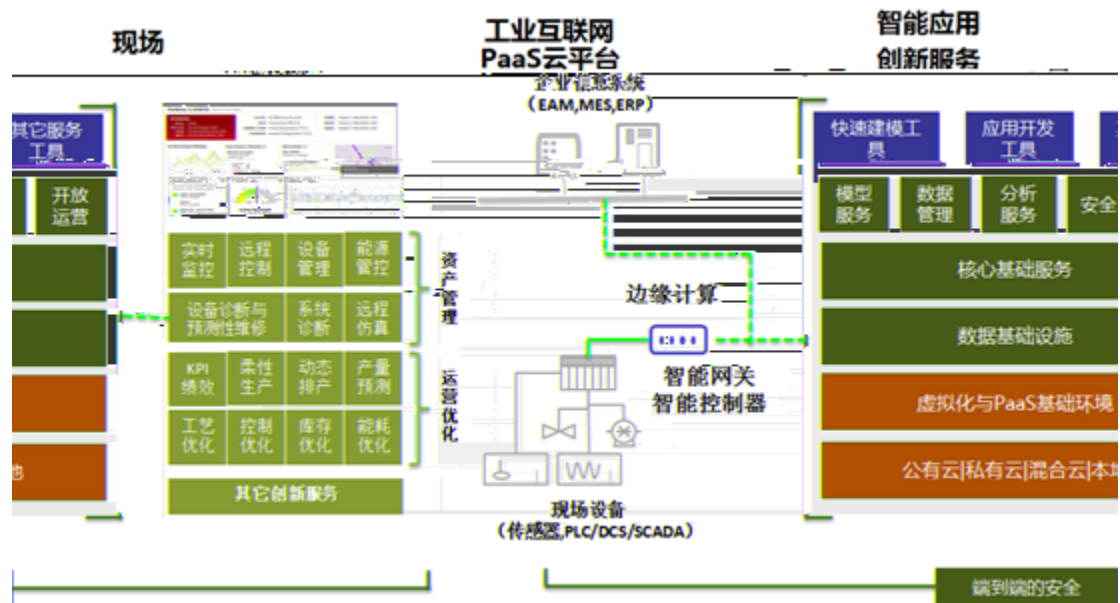 现场
工业互联网
PaaS云平台
智能应用
创新服务
企业信息系统
(EAM,MES,ERP)
其它服务
工具
开放
运营
实时
监控
远程
控制
设备
管理
能源
管控
设备诊断与
预测性维修
系统
诊断
远程
仿真
资产管理
KPI
绩效
柔性
生产
动态
排产
产量
预测
工艺
优化
控制
优化
库存
优化
能耗
优化
运营优化
其它创新服务
边缘计算
智能网关
智能控制器
现场设备
(传感器,PLC/DCS/SCADA)
快速建模工
具
应用开发
工具
模型
服务
数据
管理
分析
服务
安全
核心基础服务
数据基础设施
虚拟化与PaaS基础环境
公有云|私有云|混合云|本地
端到端的安全